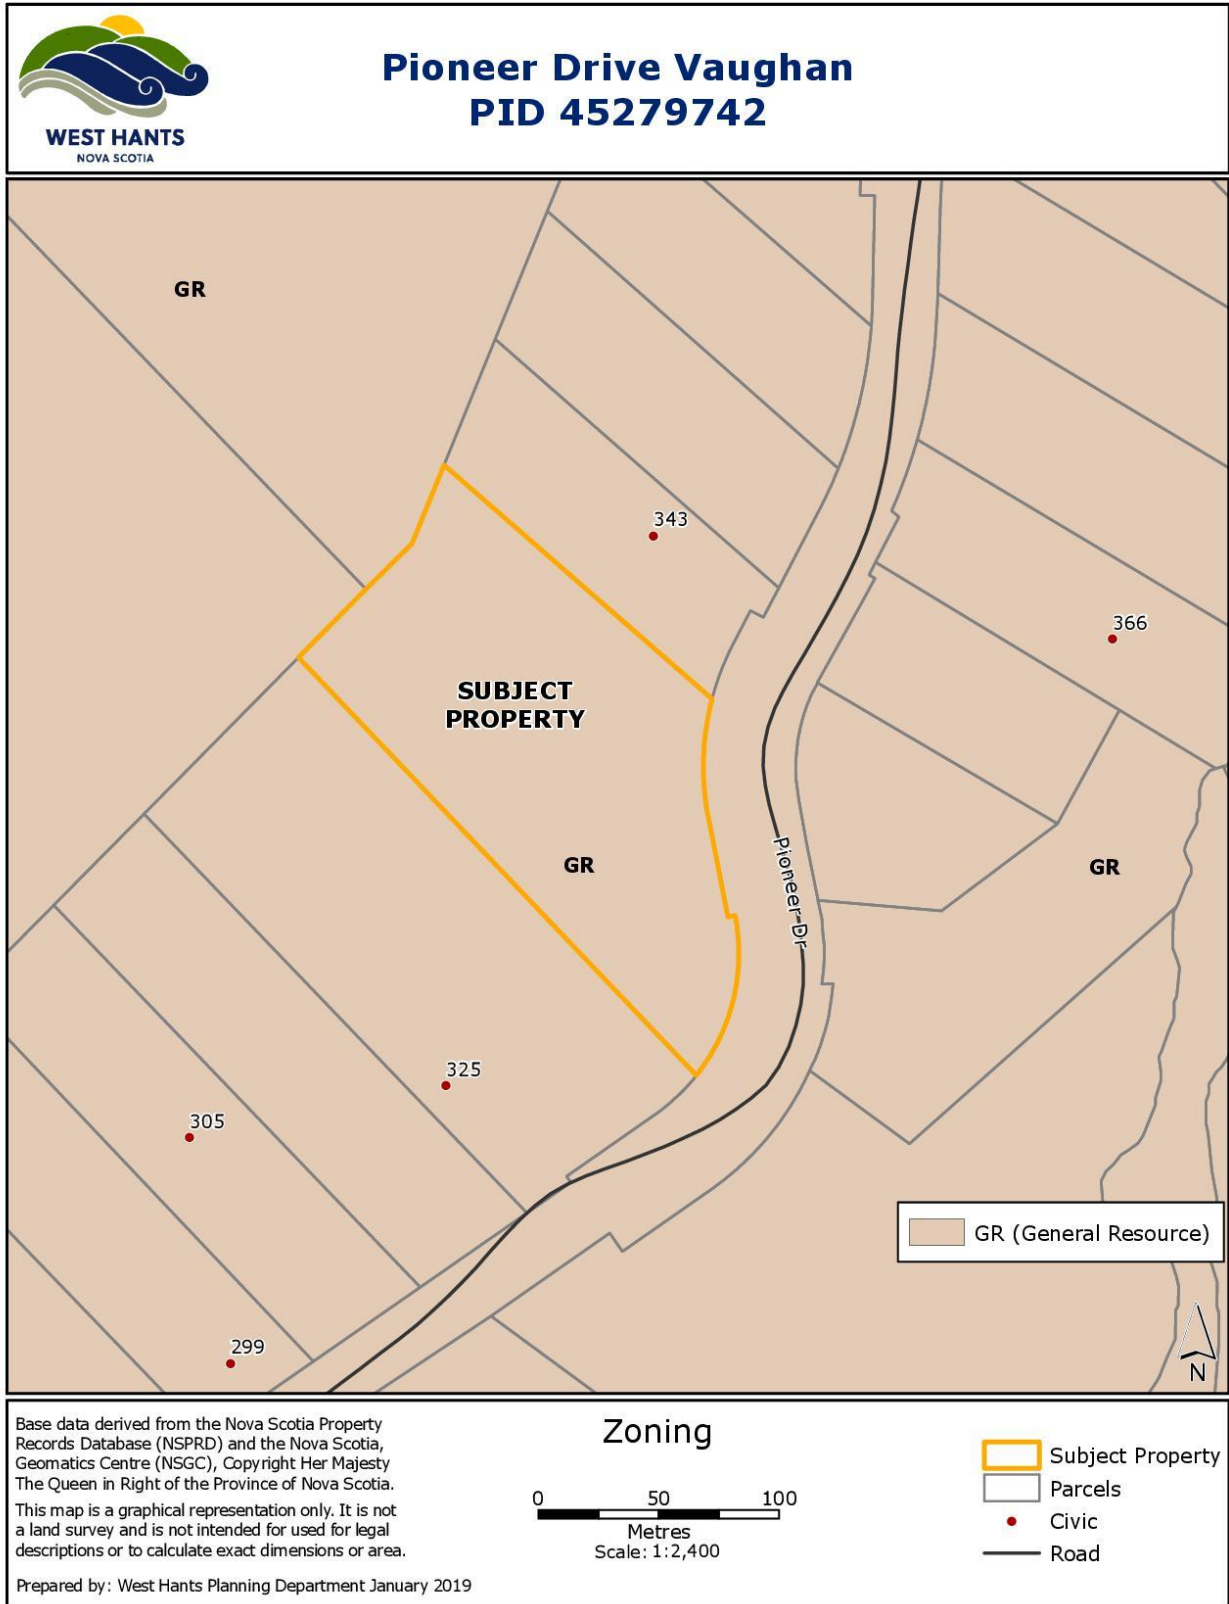 WEST HANTS
NOVA SCOTIA
Pioneer Drive Vaughan
PID 45279742
GR
343
366
SUBJECT
PROPERTY
GR
GR
Pioneer Dr
325
305
299
GR (General Resource)
N
Base data derived from the Nova Scotia Property
Records Database (NSPRD) and the Nova Scotia,
Geomatics Centre (NSGC), Copyright Her Majesty
The Queen in Right of the Province of Nova Scotia.
This map is a graphical representation only. It is not
a land survey and is not intended for used for legal
descriptions or to calculate exact dimensions or area.
Prepared by: West Hants Planning Department January 2019
Zoning
0 50 100
Metres
Scale: 1:2,400
Subject Property
Parcels
Civic
Road